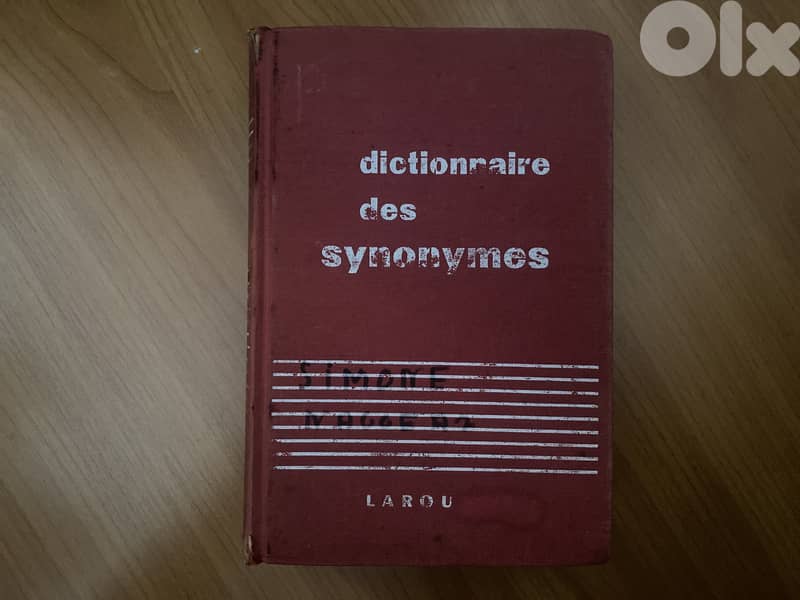 Olx
dictionnaire
des
synonymes
SIMONE
LAROU